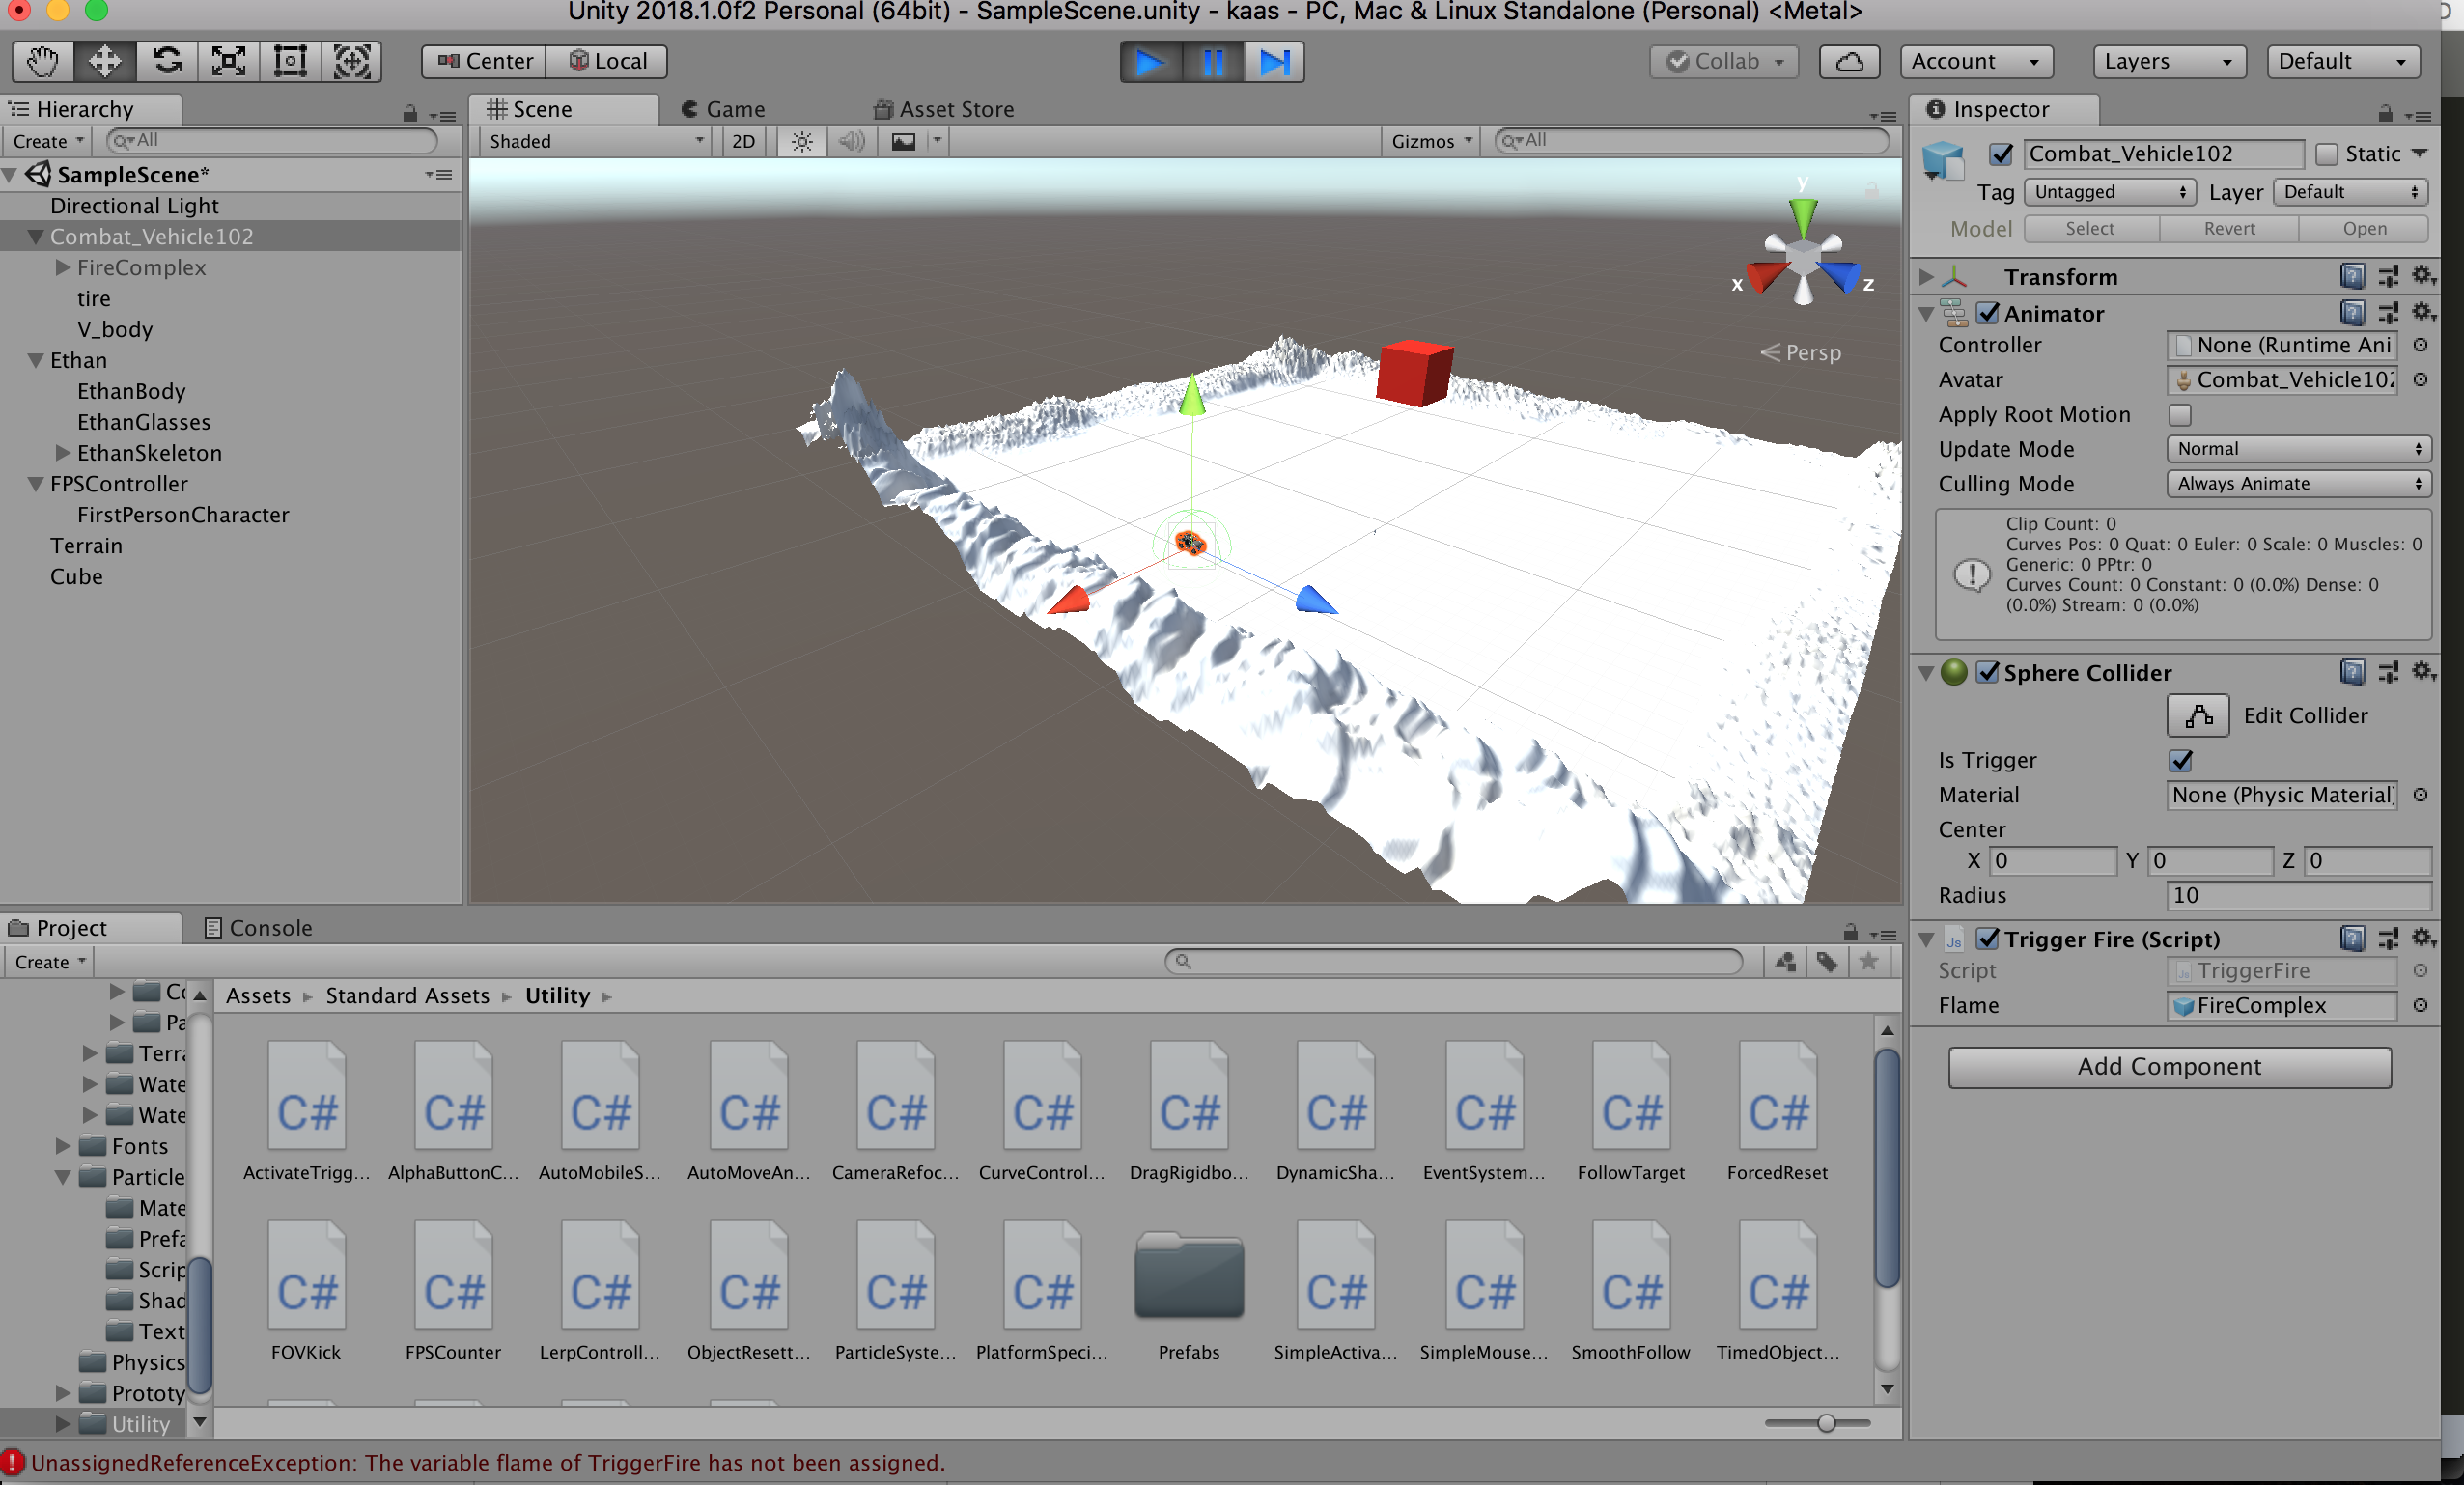 Unity 2018.1.0f2 Personal (64bit) - SampleScene.unity - kaas - PC, Mac & Linux Standalone (Personal) <Metal>
Center Local Collab Account Layers Default
Hierarchy
Create All
SampleScene*
Directional Light
Combat_Vehicle102
FireComplex
tire
V_body
Ethan
EthanBody
EthanGlasses
EthanSkeleton
FPSController
FirstPersonCharacter
Terrain
Cube
Scene Game Asset Store
Shaded 2D Gizmos All
y
x z
Persp
Inspector
Combat_Vehicle102 Static
Tag Untagged Layer Default
Model Select Revert Open
Transform
Animator
Controller None (Runtime Ani
Avatar Combat_Vehicle102
Apply Root Motion
Update Mode Normal
Culling Mode Always Animate
Clip Count: 0
Curves Pos: 0 Quat: 0 Euler: 0 Scale: 0 Muscles: 0
Generic: 0 PPtr: 0
Curves Count: 0 Constant: 0 (0.0%) Dense: 0
(0.0%) Stream: 0 (0.0%)
Sphere Collider
Edit Collider
Is Trigger
Material None (Physic Material)
Center
X 0 Y 0 Z 0
Radius 10
Js Trigger Fire (Script)
Script Js TriggerFire
Flame FireComplex
Add Component
Project Console
Create
Co
Pa
Terra
Wate
Wate
Fonts
Particle
Mate
Prefa
Scrip
Shad
Text
Physics
Prototy
Utility
Assets Standard Assets Utility
C# C# C# C# C# C# C# C# C# C# C#
ActivateTrigg... AlphaButtonC... AutoMobileS... AutoMoveAn... CameraRefoc... CurveControl... DragRigidbo... DynamicSha... EventSystem... FollowTarget ForcedReset
C# C# C# C# C# C# C# C# C# C#
FOVKick FPSCounter LerpControll... ObjectResett... ParticleSyste... PlatformSpeci... Prefabs SimpleActiva... SimpleMouse... SmoothFollow TimedObject...
UnassignedReferenceException: The variable flame of TriggerFire has not been assigned.